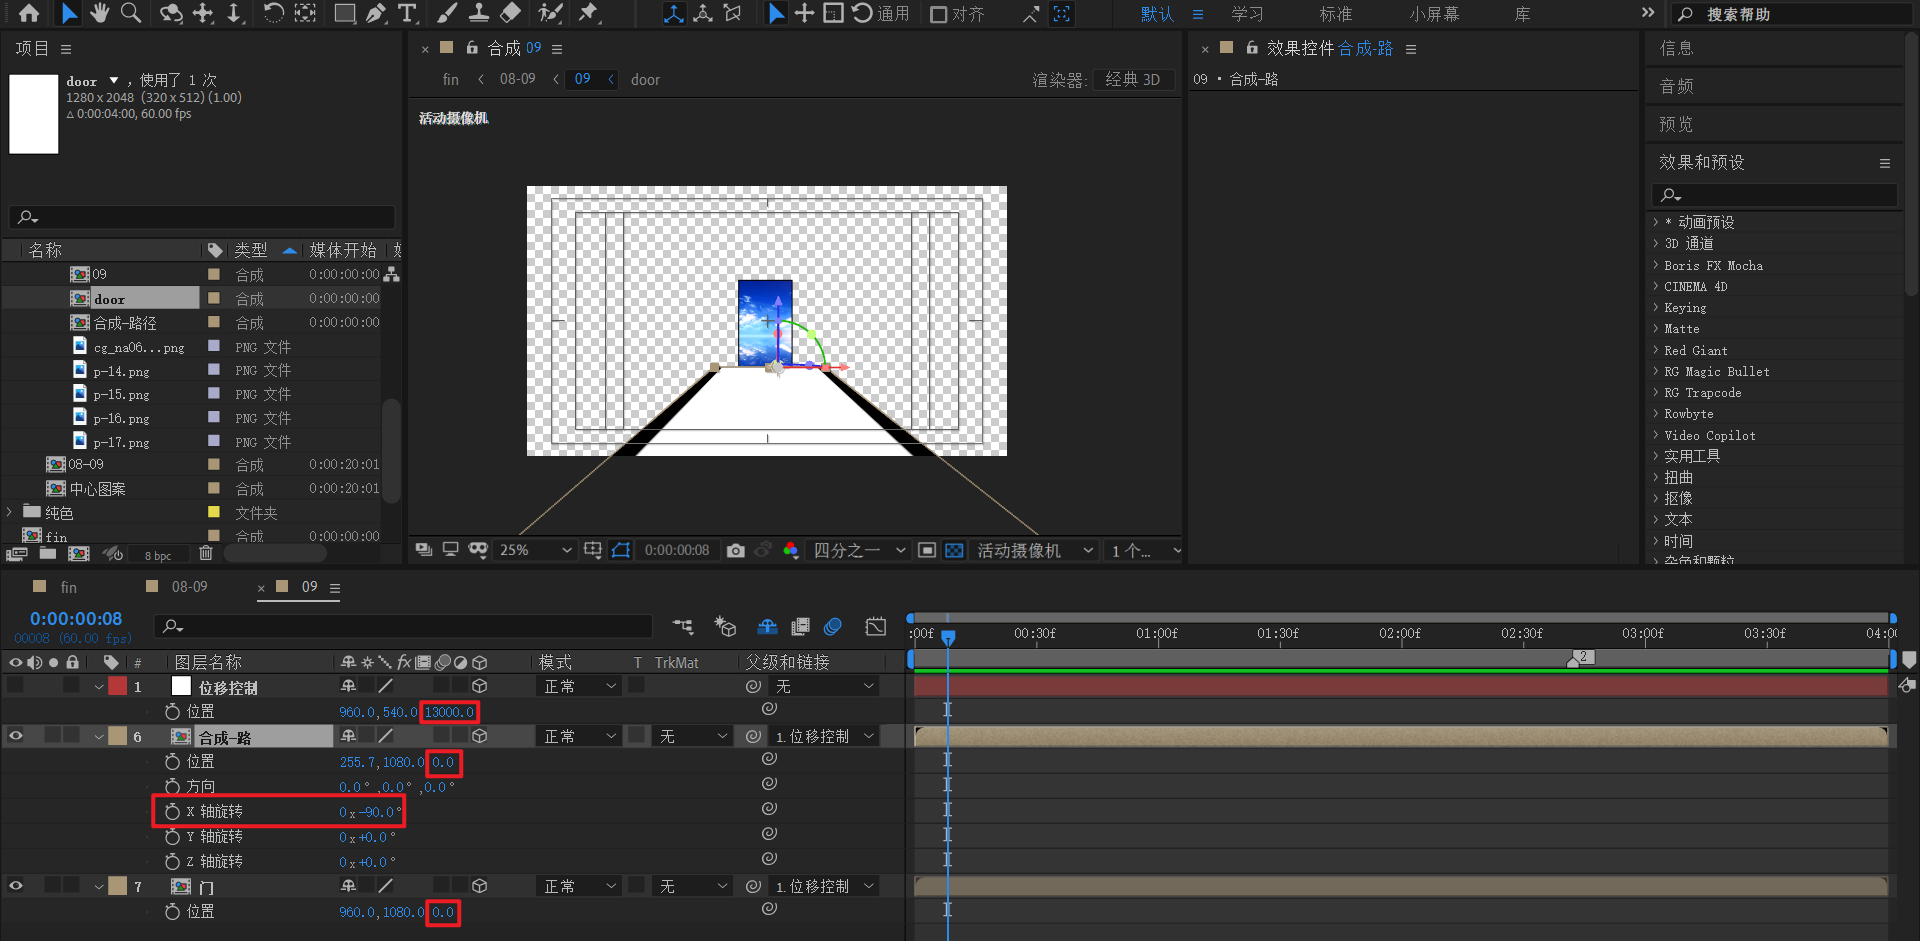 通用
对齐
默认
学习
标准
小屏幕
库
搜索帮助
项目
door ▼ ，使用了 1 次
1280 x 2048 (320 x 512) (1.00)
Δ 0:00:04:00, 60.00 fps
名称 类型 媒体开始
09 合成 0:00:00:00
door 合成 0:00:00:00
合成-路径 合成 0:00:00:00
cg_na06...png PNG 文件
p-14.png PNG 文件
p-15.png PNG 文件
p-16.png PNG 文件
p-17.png PNG 文件
08-09 合成 0:00:20:01
中心图案 合成 0:00:20:01
纯色 文件夹
fin 合成 0:00:00:00
8 bpc
× 合成 09
fin < 08-09 < 09 < door
渲染器: 经典 3D
活动摄像机
25%
0:00:00:08
四分之一
活动摄像机
1 个...
× 效果控件 合成-路
09 · 合成-路
信息
音频
预览
效果和预设
* 动画预设
3D 通道
Boris FX Mocha
CINEMA 4D
Keying
Matte
Red Giant
RG Magic Bullet
RG Trapcode
Rowbyte
Video Copilot
实用工具
扭曲
抠像
文本
时间
杂色和颗粒
fin
08-09
× 09
0:00:00:08
00008 (60.00 fps)
:00f 00:30f 01:00f 01:30f 02:00f 02:30f 03:00f 03:30f 04:00
2
# 图层名称 模式 T TrkMat 父级和链接
1 位移控制 正常 无
位置 960.0,540.0,13000.0
6 合成-路 正常 无 1.位移控制
位置 255.7,1080.0,0.0
方向 0.0°,0.0°,0.0°
X 轴旋转 0x-90.0°
Y 轴旋转 0x+0.0°
Z 轴旋转 0x+0.0°
7 门 正常 无 1.位移控制
位置 960.0,1080.0,0.0